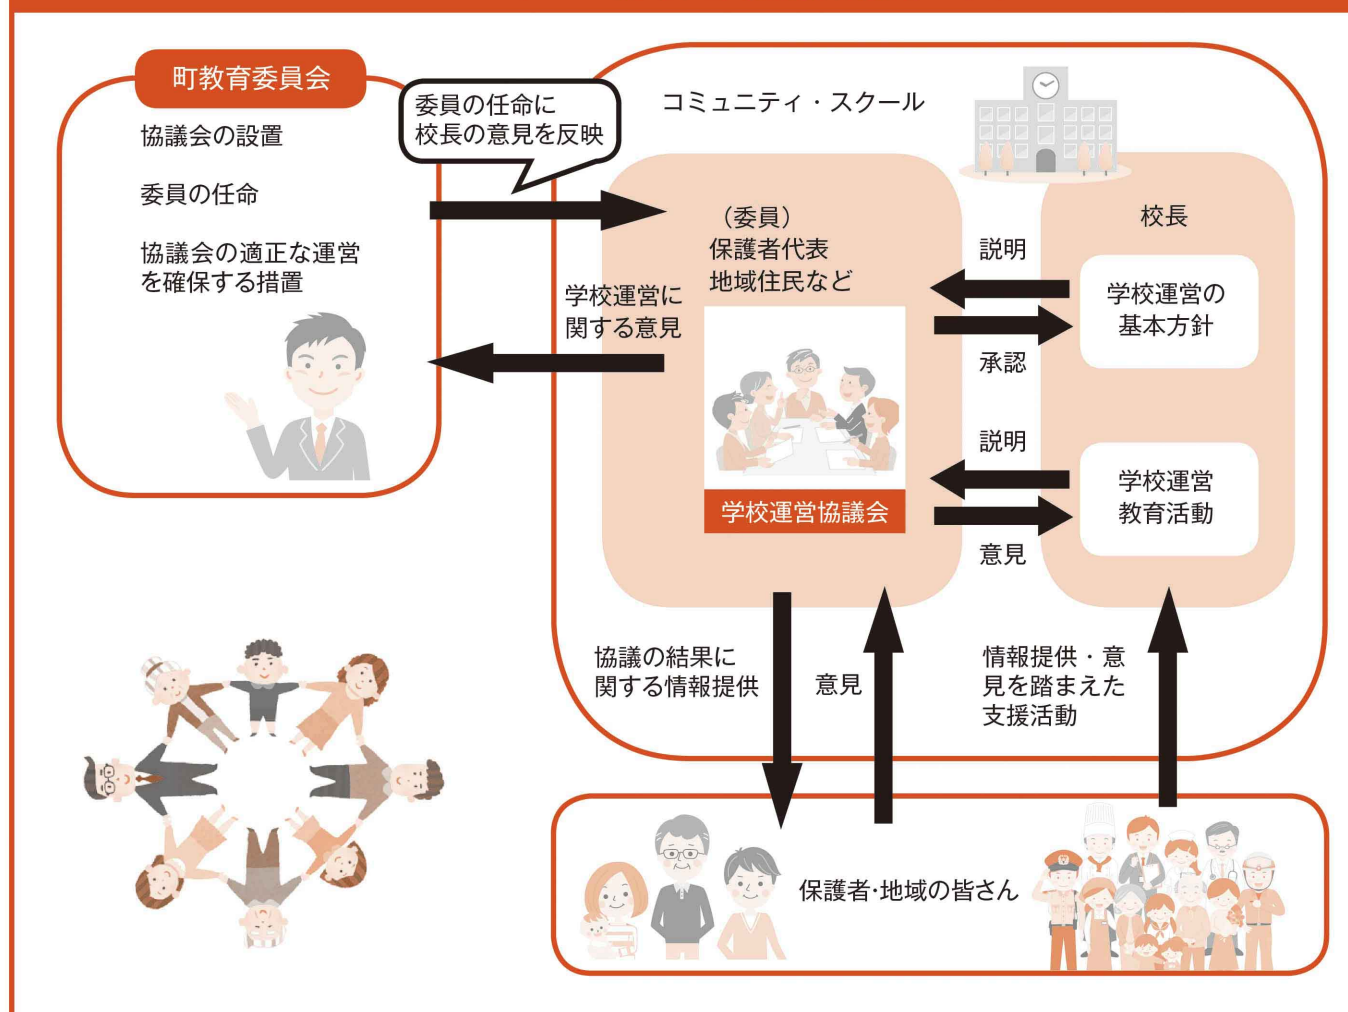 町教育委員会
協議会の設置
委員の任命
協議会の適正な運営
を確保する措置
委員の任命に
校長の意見を反映
学校運営に
関する意見
コミュニティ・スクール
（委員）
保護者代表
地域住民など
学校運営協議会
説明
承認
説明
意見
校長
学校運営の
基本方針
学校運営
教育活動
協議の結果に
関する情報提供
意見
情報提供・意
見を踏まえた
支援活動
保護者・地域の皆さん